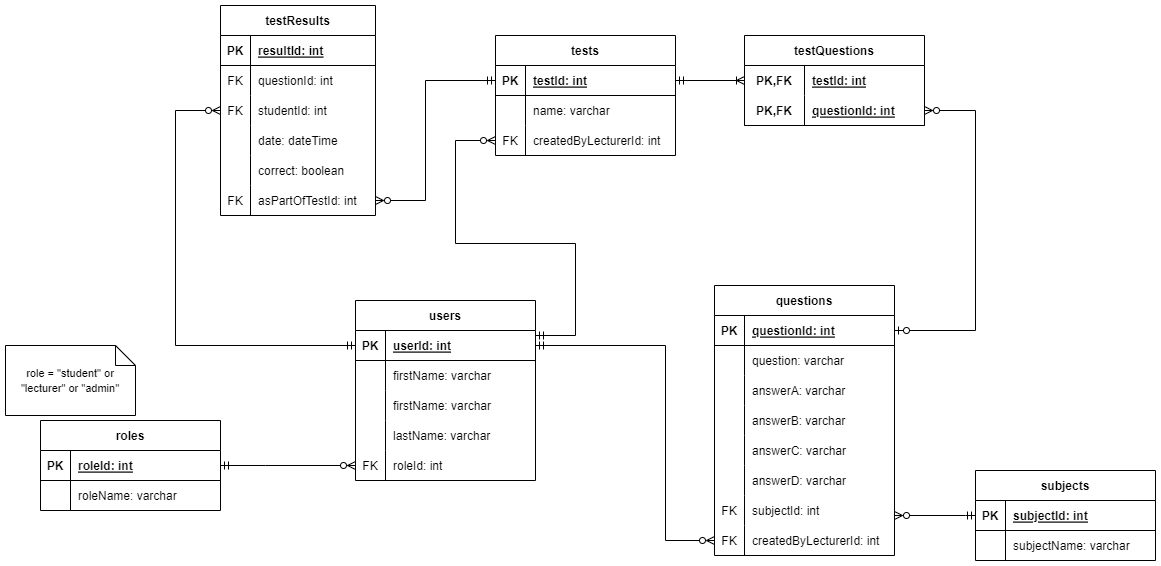 testResults
PK resultId: int
FK questionId: int
FK studentId: int
date: dateTime
correct: boolean
FK asPartOfTestId: int
tests
PK testId: int
name: varchar
FK createdByLecturerId: int
testQuestions
PK,FK testId: int
PK,FK questionId: int
users
PK userId: int
firstName: varchar
firstName: varchar
lastName: varchar
FK roleId: int
role = "student" or
"lecturer" or "admin"
roles
PK roleId: int
roleName: varchar
questions
PK questionId: int
question: varchar
answerA: varchar
answerB: varchar
answerC: varchar
answerD: varchar
FK subjectId: int
FK createdByLecturerId: int
subjects
PK subjectId: int
subjectName: varchar